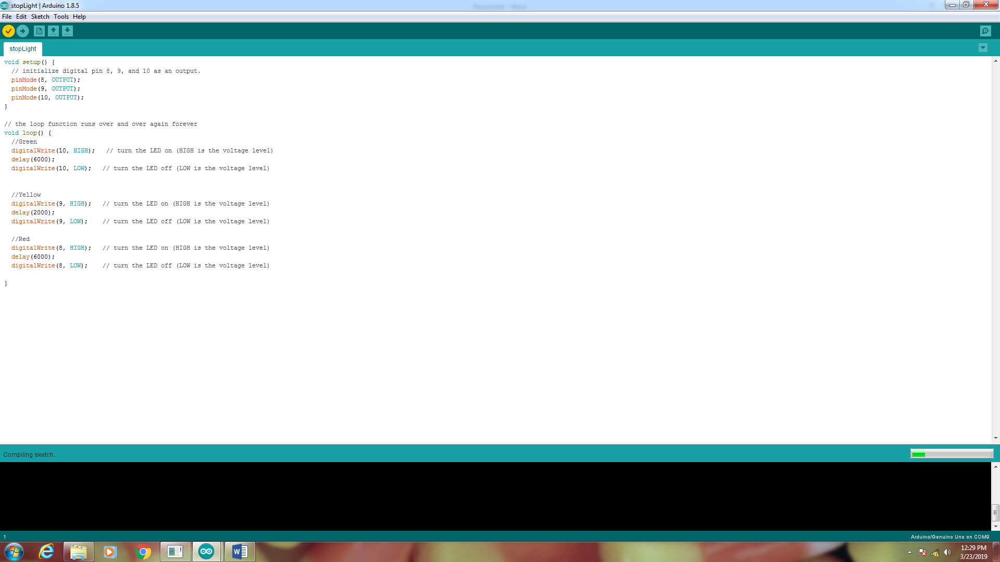 stopLight | Arduino 1.8.5
File Edit Sketch Tools Help
stopLight
void setup() {
  // initialize digital pin 8, 9, and 10 as an output.
  pinMode(8, OUTPUT);
  pinMode(9, OUTPUT);
  pinMode(10, OUTPUT);
}
// the loop function runs over and over again forever
void loop() {
  //Green
  digitalWrite(10, HIGH);   // turn the LED on (HIGH is the voltage level)
  delay(6000);
  digitalWrite(10, LOW);   // turn the LED off (LOW is the voltage level)
  //Yellow
  digitalWrite(9, HIGH);   // turn the LED on (HIGH is the voltage level)
  delay(2000);
  digitalWrite(9, LOW);    // turn the LED off (LOW is the voltage level)
  //Red
  digitalWrite(8, HIGH);   // turn the LED on (HIGH is the voltage level)
  delay(6000);
  digitalWrite(8, LOW);    // turn the LED off (LOW is the voltage level)
}
Compiling sketch...
1
Arduino/Genuino Uno on COM9
12:29 PM
3/23/2019